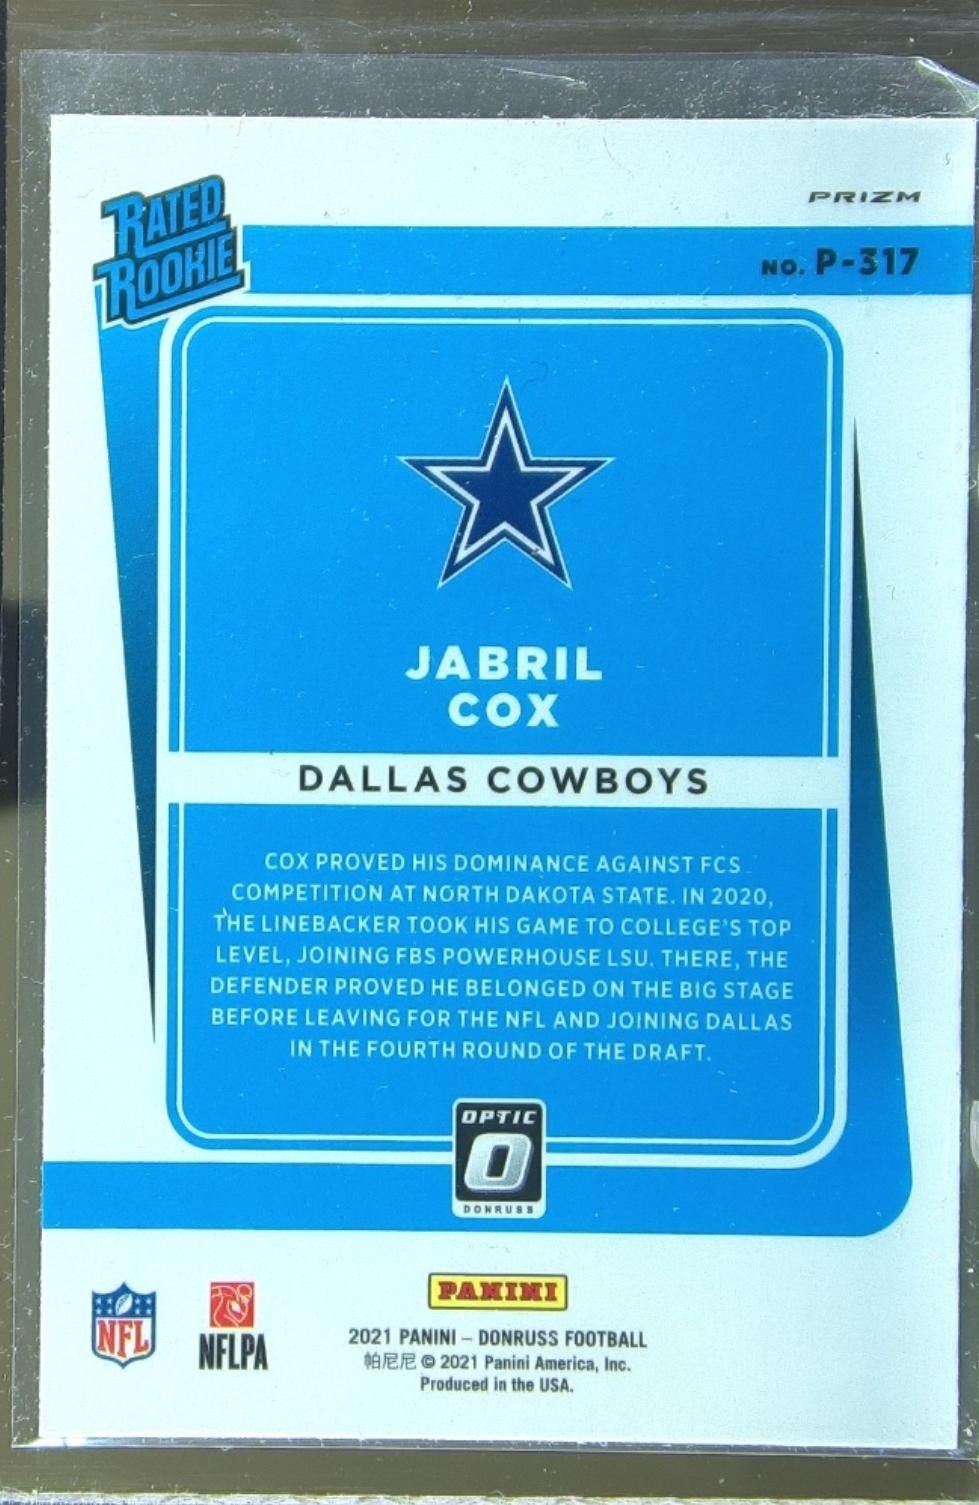 RATED
ROOKIE
PRIZM
NO. P-317
JABRIL
COX
DALLAS COWBOYS
COX PROVED HIS DOMINANCE AGAINST FCS
COMPETITION AT NORTH DAKOTA STATE. IN 2020,
THE LINEBACKER TOOK HIS GAME TO COLLEGE'S TOP
LEVEL, JOINING FBS POWERHOUSE LSU. THERE, THE
DEFENDER PROVED HE BELONGED ON THE BIG STAGE
BEFORE LEAVING FOR THE NFL AND JOINING DALLAS
IN THE FOURTH ROUND OF THE DRAFT.
OPTIC
O
DONRUSS
NFL
NFLPA
PANINI
2021 PANINI – DONRUSS FOOTBALL
帕尼尼 © 2021 Panini America, Inc.
Produced in the USA.